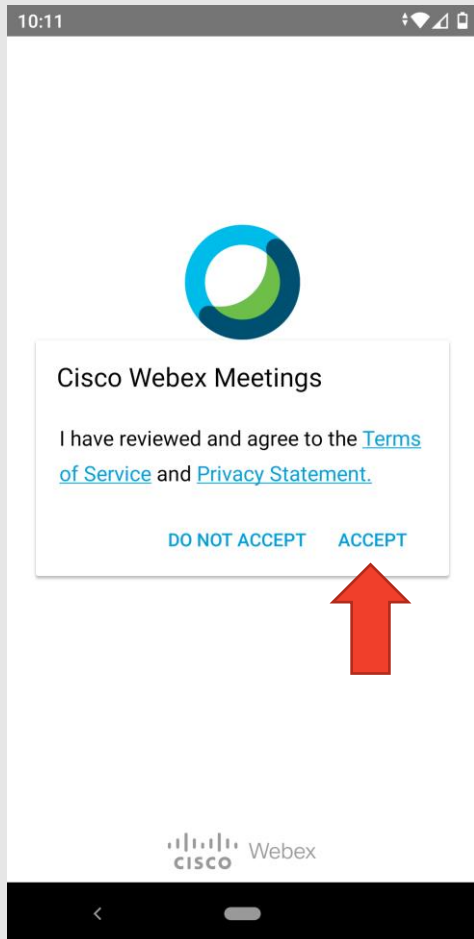 10:11
Cisco Webex Meetings
I have reviewed and agree to the Terms
of Service and Privacy Statement.
DO NOT ACCEPT ACCEPT
CISCO Webex